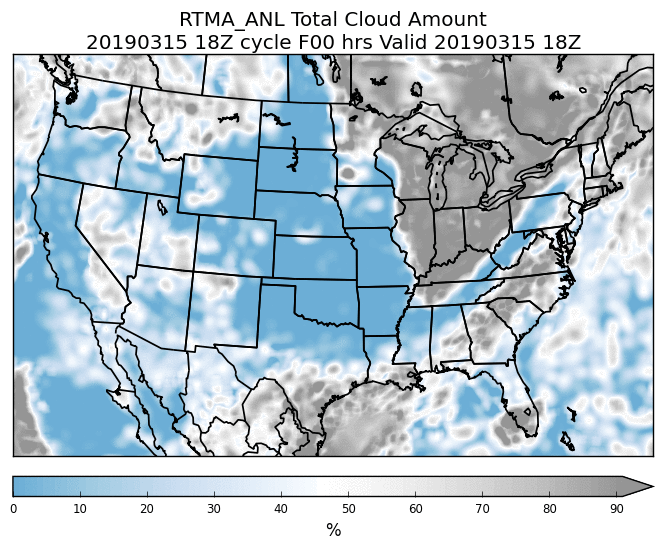 RTMA_ANL Total Cloud Amount
20190315 18Z cycle F00 hrs Valid 20190315 18Z
0 10 20 30 40 50 60 70 80 90
%